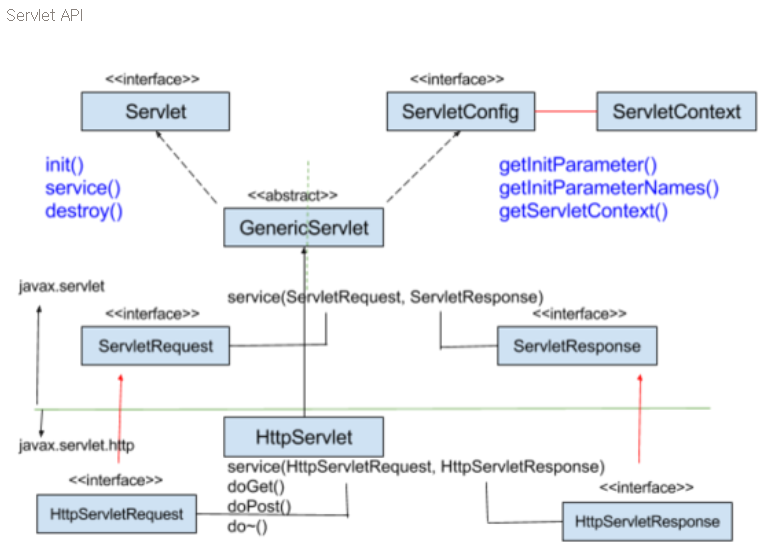 Servlet API
<<interface>>
Servlet
<<interface>>
ServletConfig
ServletContext
init()
service()
destroy()
getInitParameter()
getInitParameterNames()
getServletContext()
<<abstract>>
GenericServlet
javax.servlet
service(ServletRequest, ServletResponse)
<<interface>>
ServletRequest
<<interface>>
ServletResponse
javax.servlet.http
HttpServlet
service(HttpServletRequest, HttpServletResponse)
doGet()
doPost()
do~()
<<interface>>
HttpServletRequest
<<interface>>
HttpServletResponse